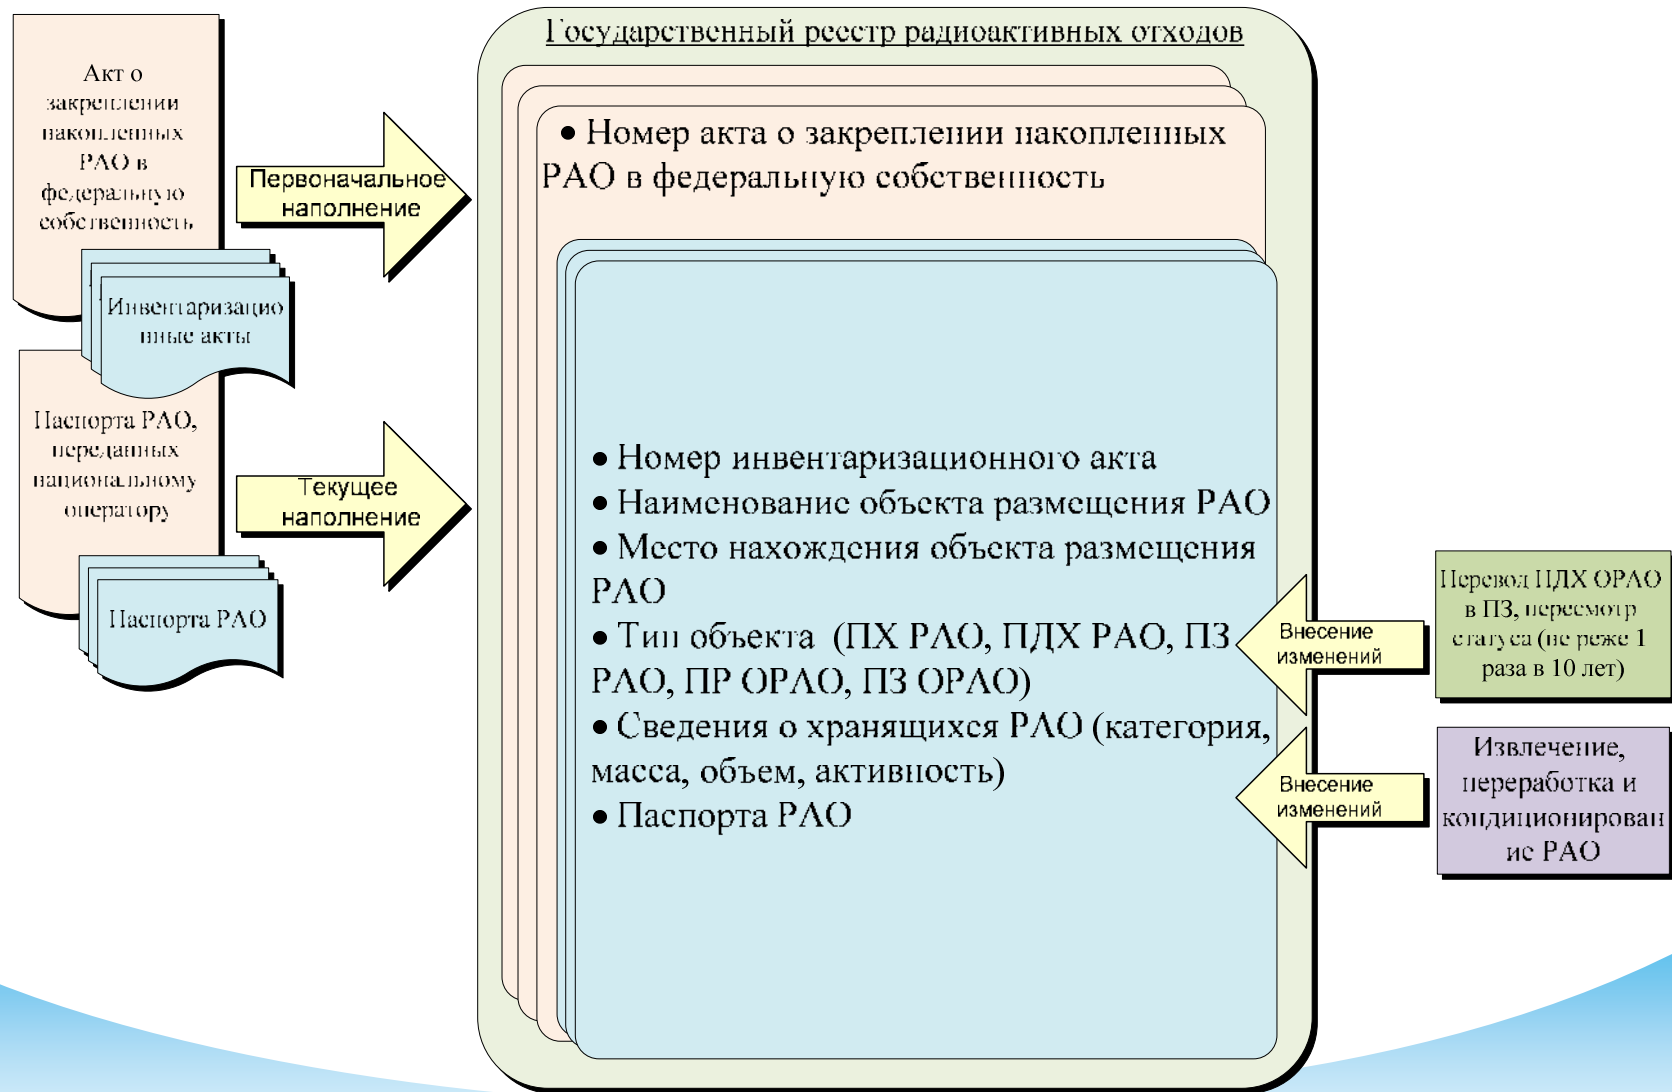 Государственный реестр радиоактивных отходов
Акт о
закреплении
накопленных
РАО в
федеральную
собственность
Инвентаризацио
нные акты
Первоначальное
наполнение
Паспорта РАО,
переданных
национальному
оператору
Паспорта РАО
Текущее
наполнение
• Номер акта о закреплении накопленных
РАО в федеральную собственность
• Номер инвентаризационного акта
• Наименование объекта размещения РАО
• Место нахождения объекта размещения
РАО
• Тип объекта (ПХ РАО, ПДХ РАО, ПЗ
РАО, ПР ОРАО, ПЗ ОРАО)
• Сведения о хранящихся РАО (категория,
масса, объем, активность)
• Паспорта РАО
Внесение
изменений
Перевод ПДХ ОРАО
в ПЗ, пересмотр
статуса (не реже 1
раза в 10 лет)
Внесение
изменений
Извлечение,
переработка и
кондиционирован
ие РАО